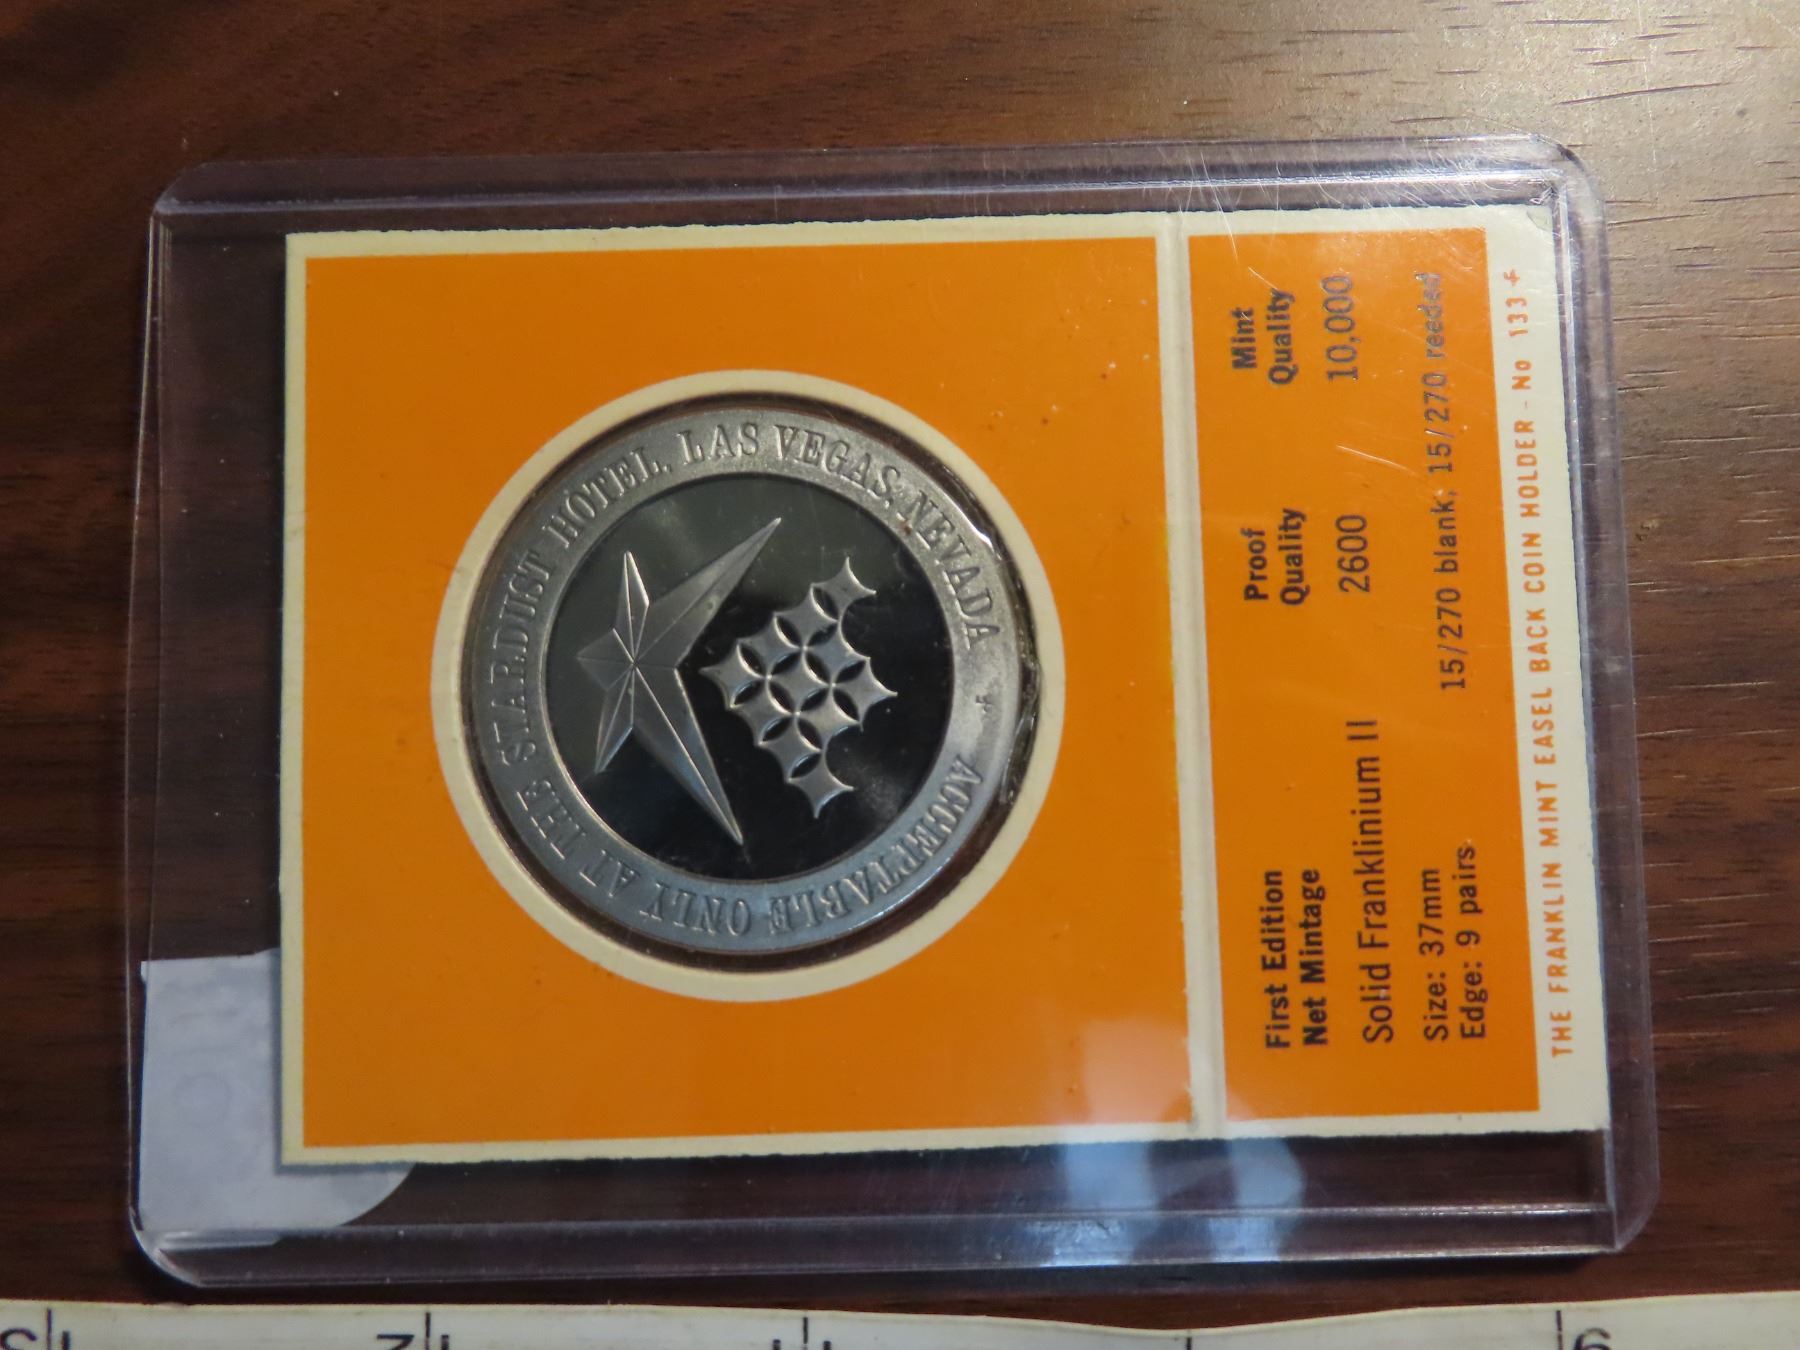 ACCEPTABLE ONLY AT THE STARDUST HOTEL, LAS VEGAS, NEVADA
First Edition Net Mintage
Proof Quality
Mint Quality
2600
10,000
Solid Franklinium II
Size: 37mm
Edge: 9 pairs 15/270 blank; 15/270 reeded
THE FRANKLIN MINT EASEL BACK COIN HOLDER - No 133-F